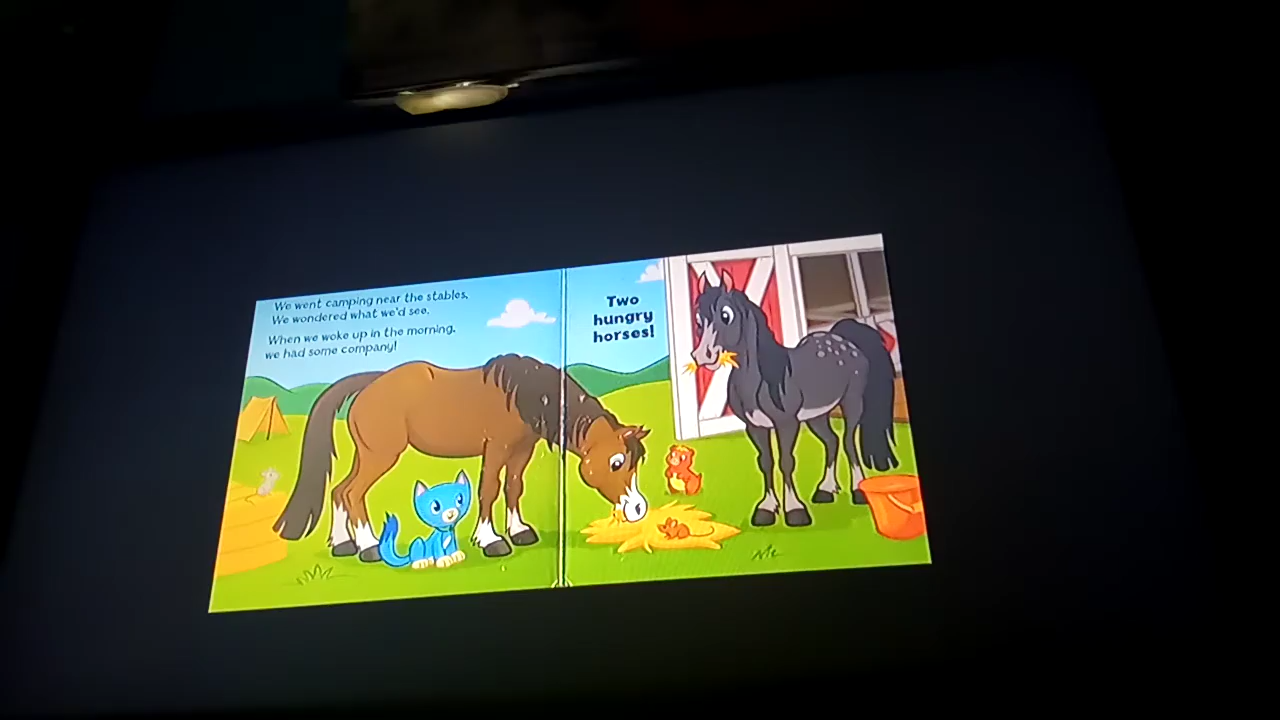 We went camping near the stables.
We wondered what we'd see.
When we woke up in the morning,
we had some company!
Two
hungry
horses!